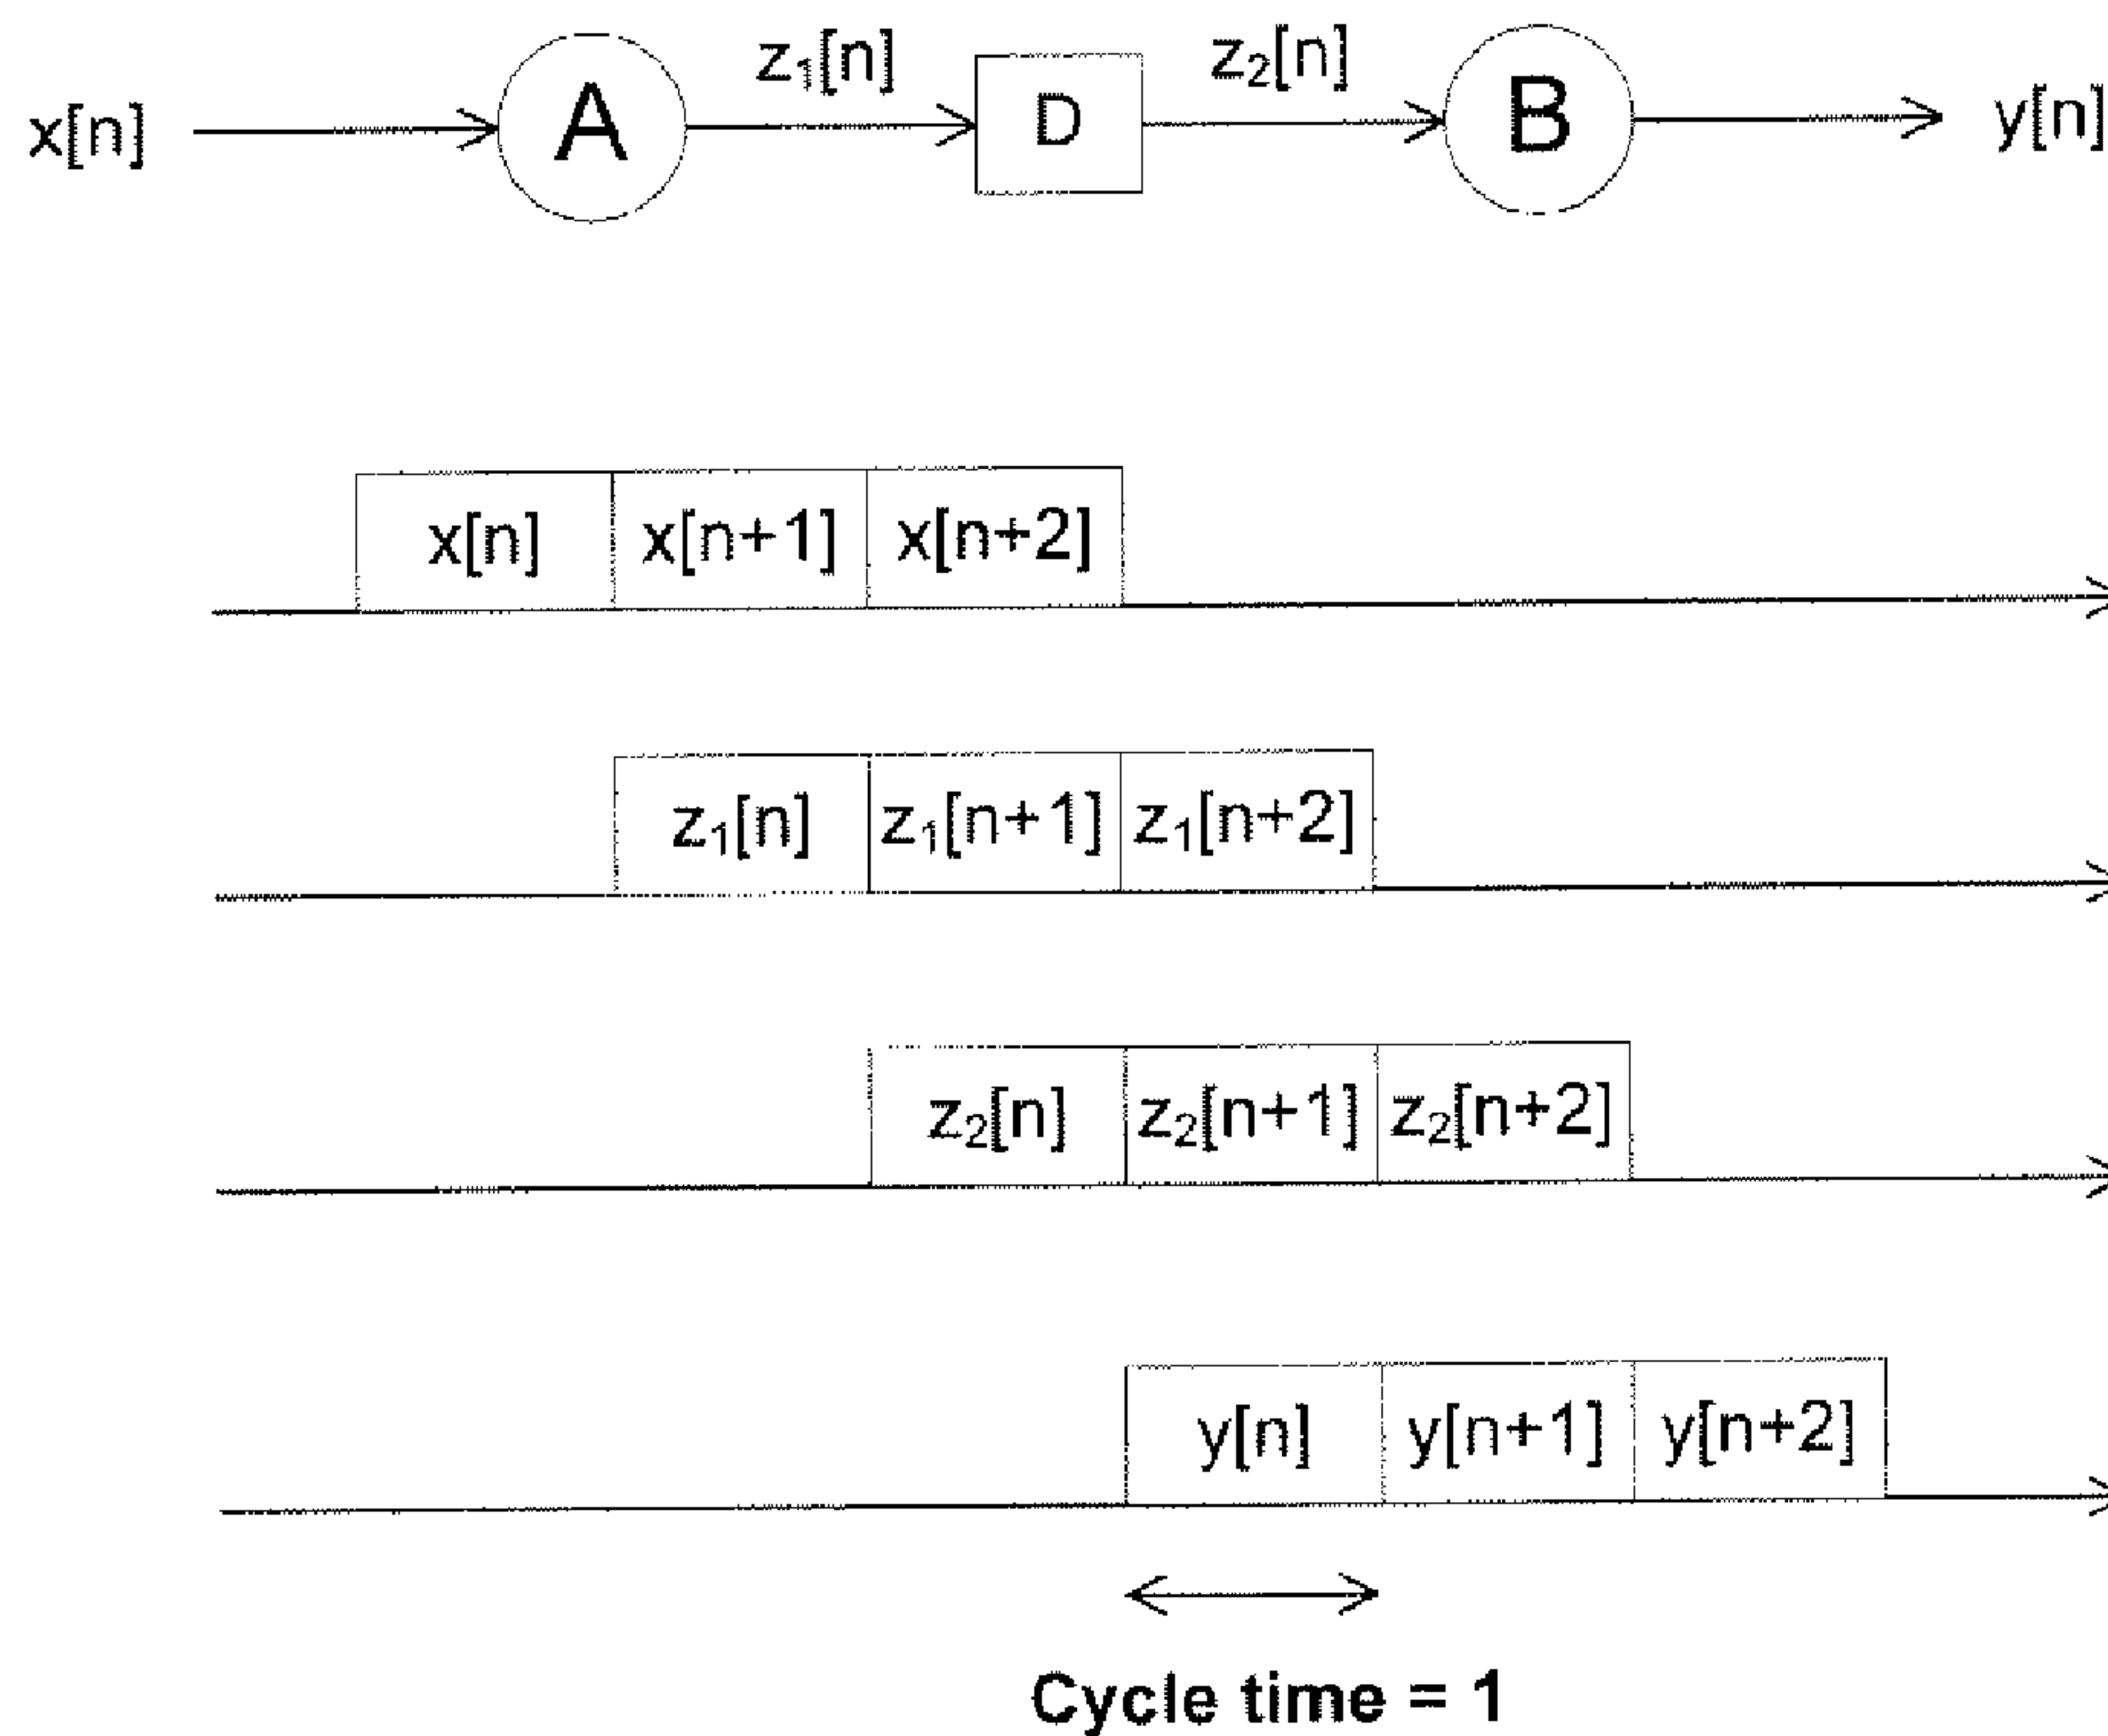 x[n] A z₁[n] D z₂[n] B y[n]
x[n] x[n+1] x[n+2]
z₁[n] z₁[n+1] z₁[n+2]
z₂[n] z₂[n+1] z₂[n+2]
y[n] y[n+1] y[n+2]
Cycle time = 1